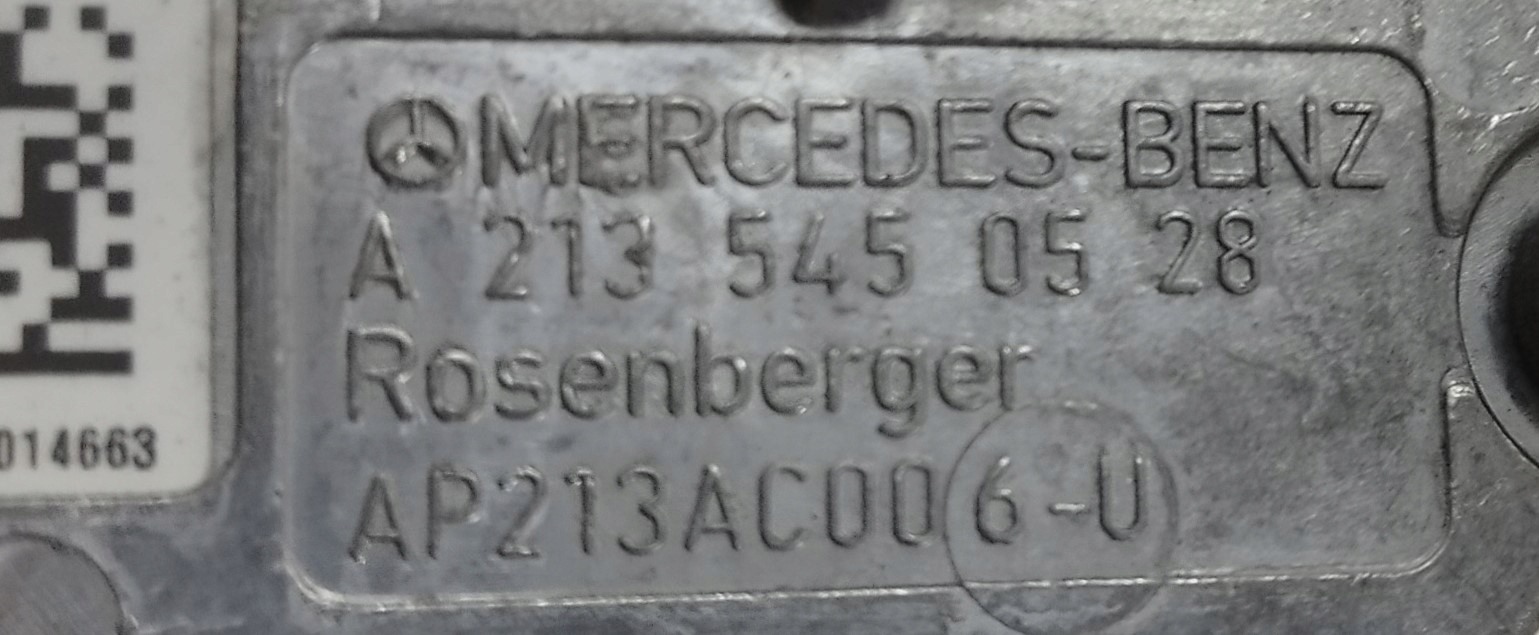 MERCEDES-BENZ
A 213 545 05 28
Rosenberger
AP213AC006-U
014663